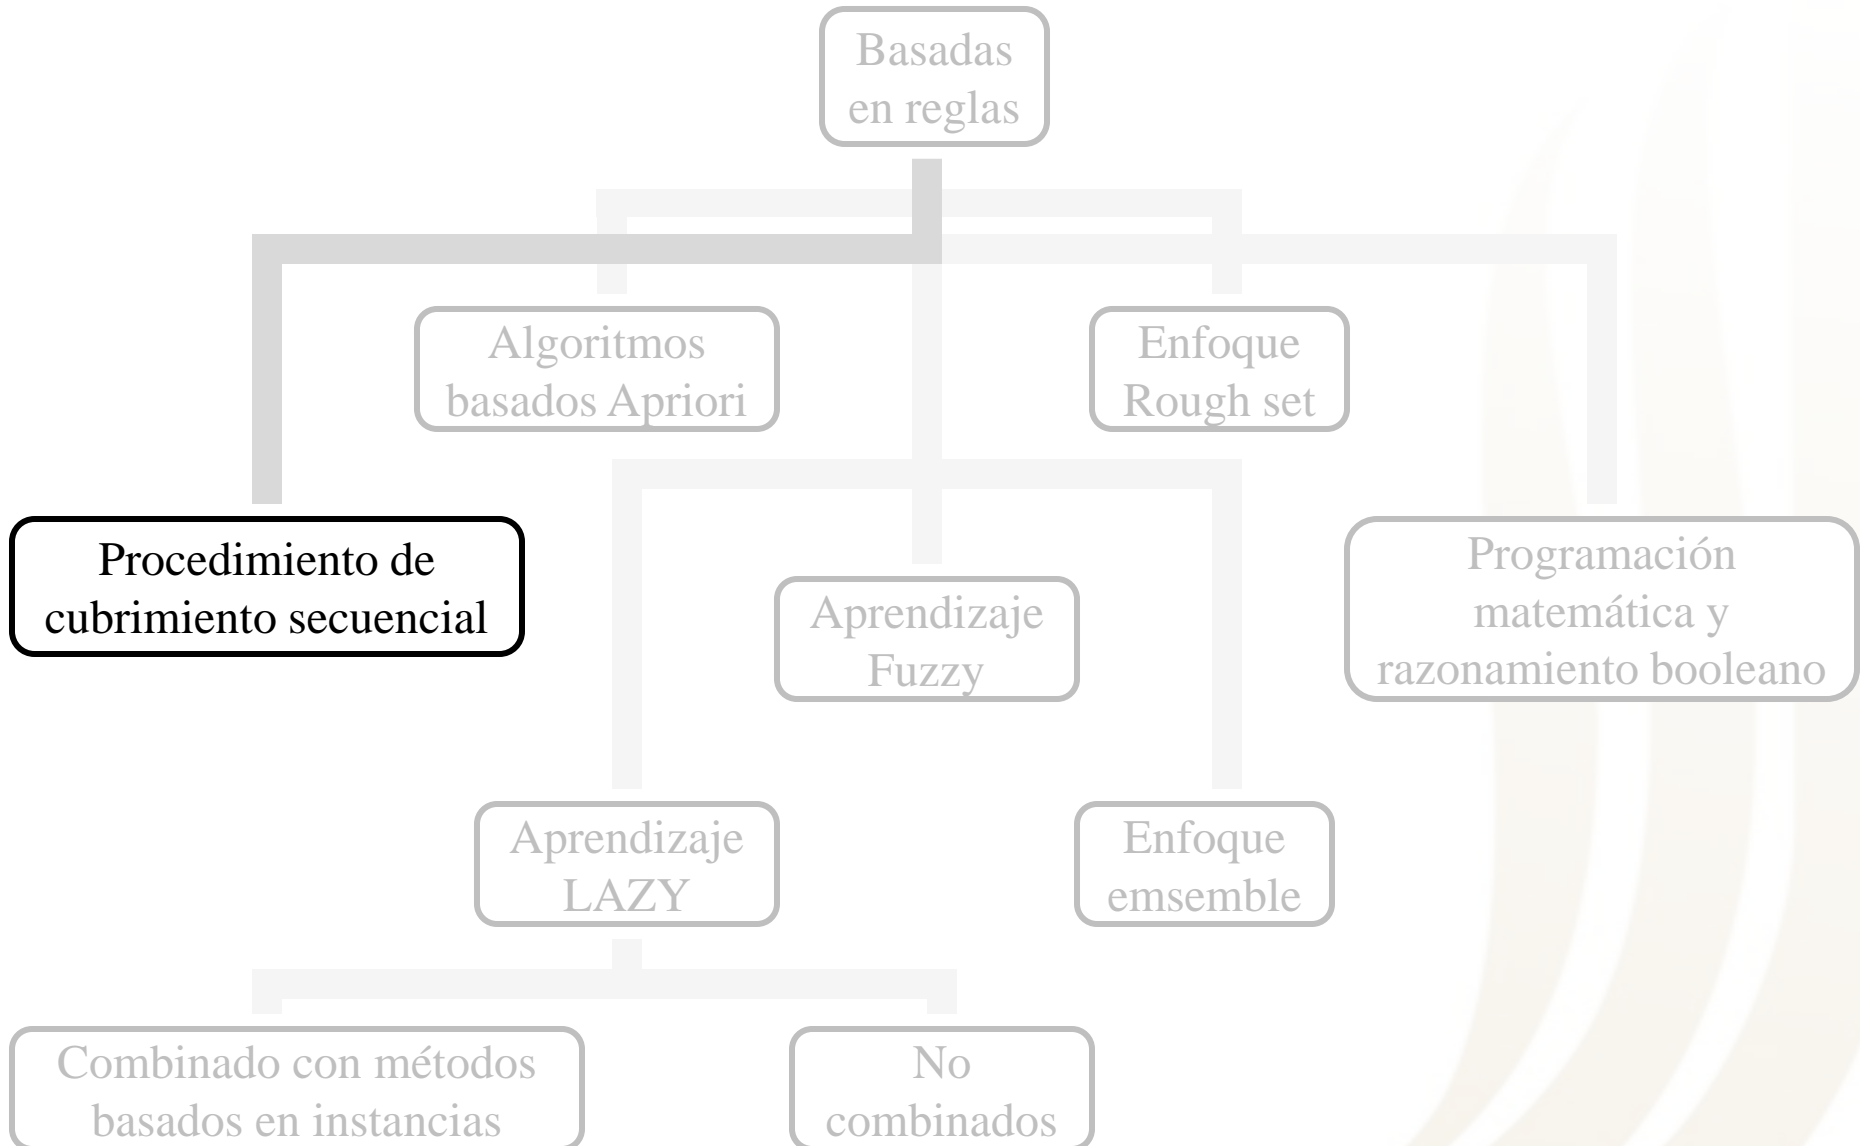 Basadas
en reglas
Algoritmos
basados Apriori
Enfoque
Rough set
Procedimiento de
cubrimiento secuencial
Aprendizaje
Fuzzy
Programación
matemática y
razonamiento booleano
Aprendizaje
LAZY
Enfoque
emsemble
Combinado con métodos
basados en instancias
No
combinados